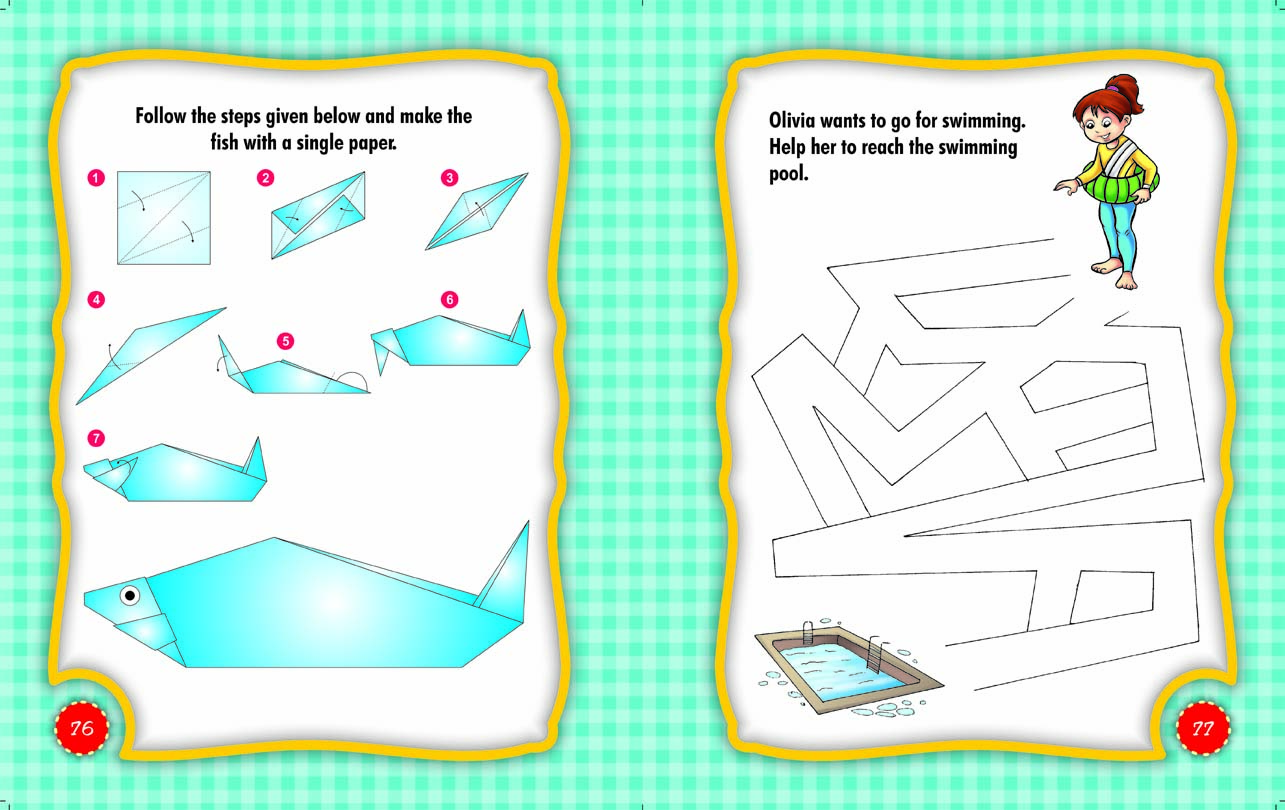 Follow the steps given below and make the
fish with a single paper.
1
2
3
4
5
6
7
76
Olivia wants to go for swimming.
Help her to reach the swimming
pool.
77